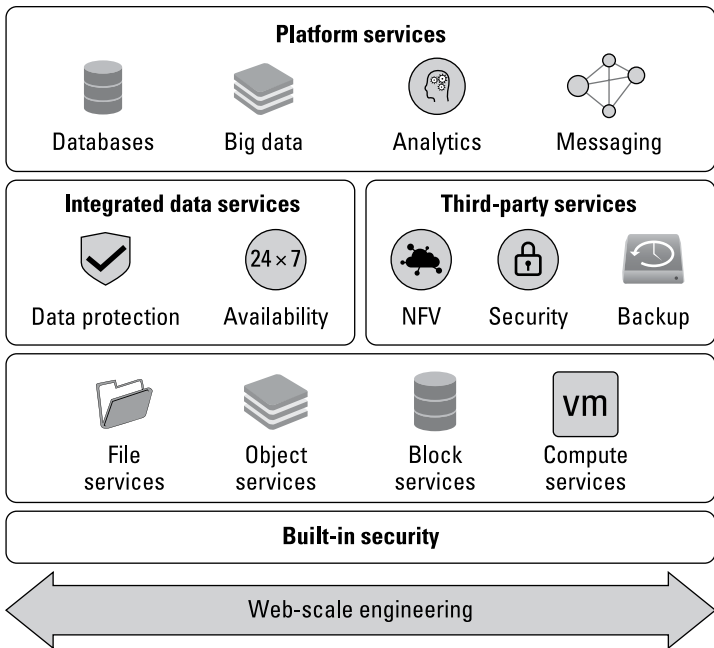 Platform services
Databases
Big data
Analytics
Messaging
Integrated data services
24 × 7
Data protection
Availability
Third-party services
NFV
Security
Backup
File
services
Object
services
Block
services
vm
Compute
services
Built-in security
Web-scale engineering